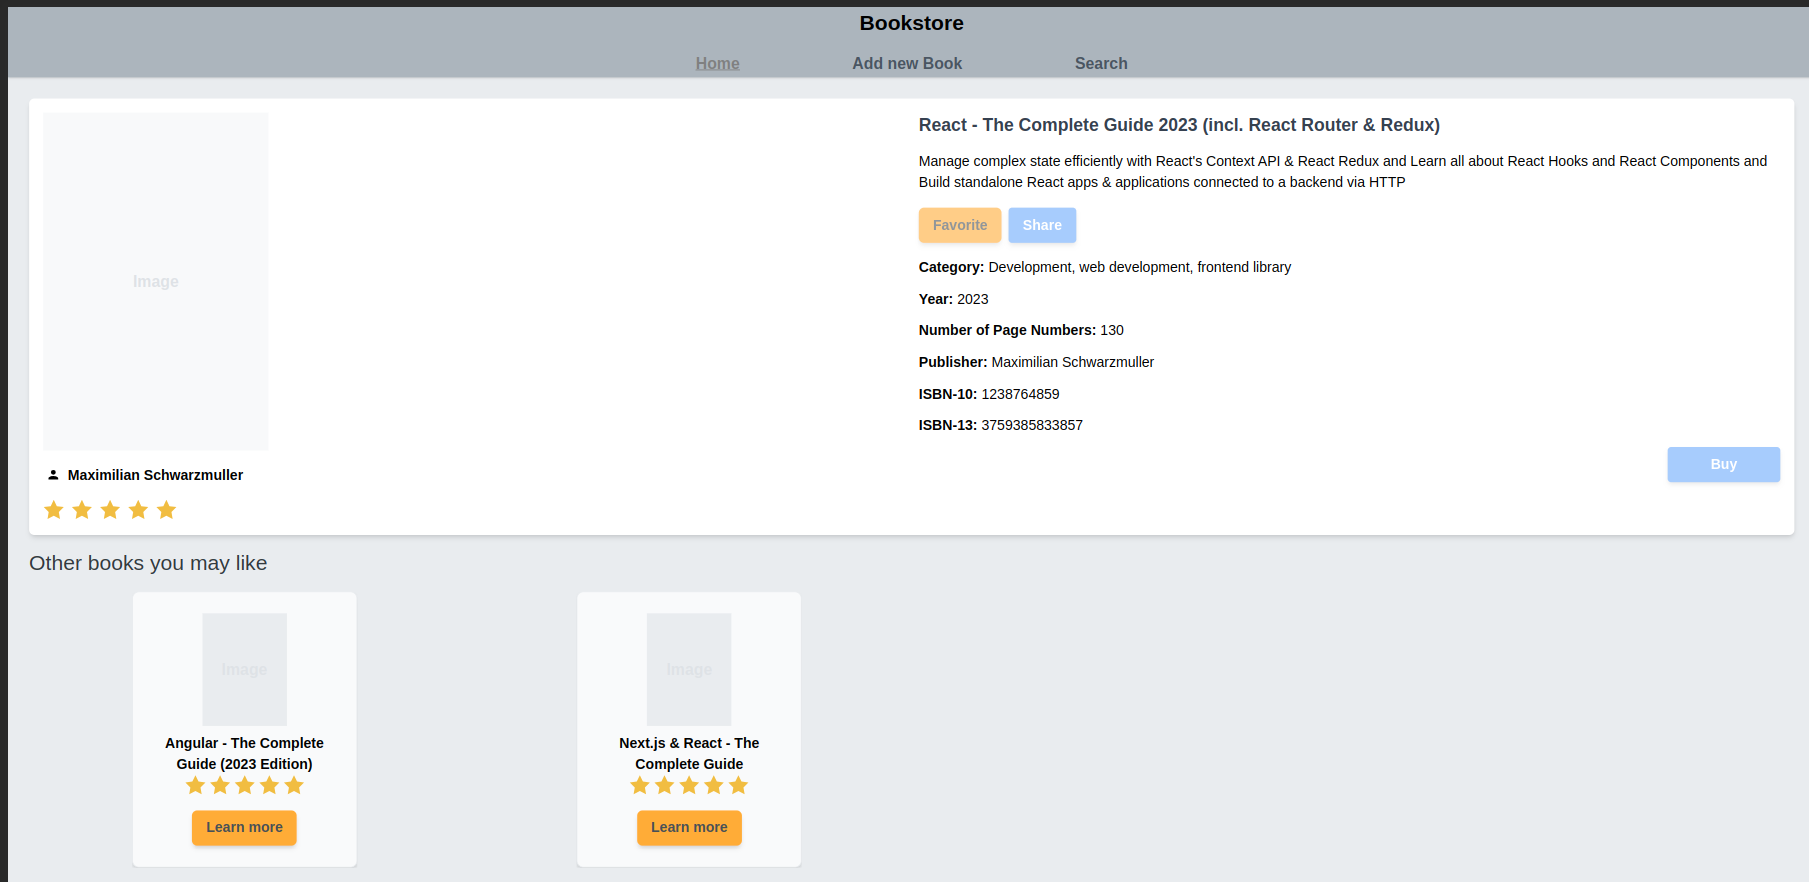 Bookstore
Home Add new Book Search
Image
React - The Complete Guide 2023 (incl. React Router & Redux)
Manage complex state efficiently with React's Context API & React Redux and Learn all about React Hooks and React Components and
Build standalone React apps & applications connected to a backend via HTTP
Favorite Share
Category: Development, web development, frontend library
Year: 2023
Number of Page Numbers: 130
Publisher: Maximilian Schwarzmuller
ISBN-10: 1238764859
ISBN-13: 3759385833857
Buy
Maximilian Schwarzmuller
Other books you may like
Image
Angular - The Complete
Guide (2023 Edition)
Learn more
Image
Next.js & React - The
Complete Guide
Learn more